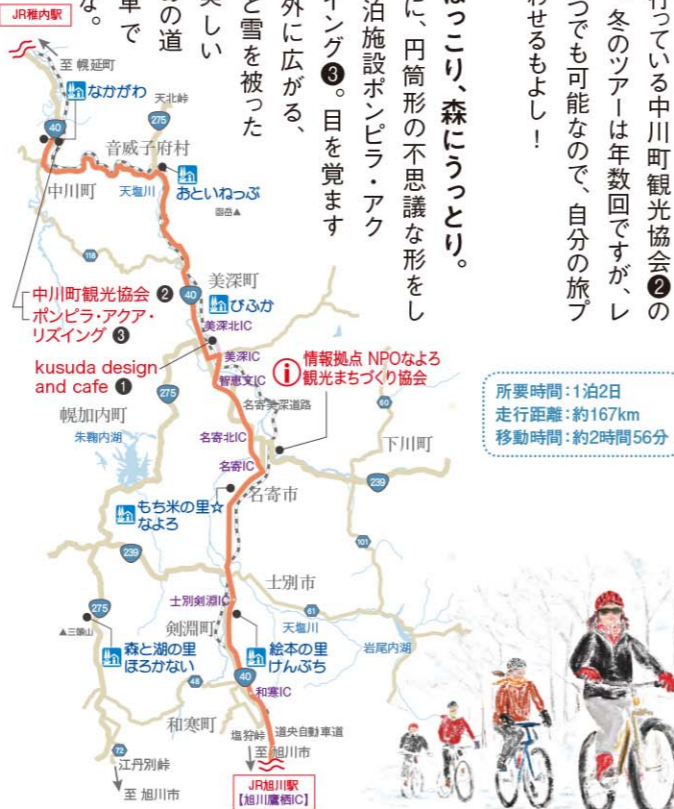 行っている中川町観光協会❷の
冬のツアーは年数回ですが、レ
つでも可能なので、自分の旅プ
わせるもよし！
ほっこり、森にうっとり。
に、円筒形の不思議な形をし
泊施設ポンピラ・アク
イング❸。目を覚ます
外に広がる、
と雪を被った
美しい
の道
車で
な。
JR稚内駅
至 幌延町
なかがわ
天北峠
275
40
音威子府村
中川町
天塩川
おといねっぷ
118
美深町
40
びふか
中川町観光協会 ❷
ポンピラ・アクア・
リズイング ❸
美深北IC
kusuda design
and cafe ❶
美深IC
智恵文IC
情報拠点 NPOなよろ
観光まちづくり協会
275
名寄美深道路
60
幌加内町
朱鞠内湖
名寄北IC
下川町
名寄IC
239
もち米の里☆
なよろ
名寄市
239
101
士別市
士別剣淵IC
61
275
剣淵町
天塩川
岩尾内湖
▲三頭山
森と湖の里
ほろかない
絵本の里
けんぶち
48
40
和寒IC
和寒町
塩狩峠
道央自動車道
72
至 旭川市
江丹別峠
至 旭川市
JR旭川駅
【旭川鷹栖IC】
所要時間：1泊2日
走行距離：約167km
移動時間：約2時間56分